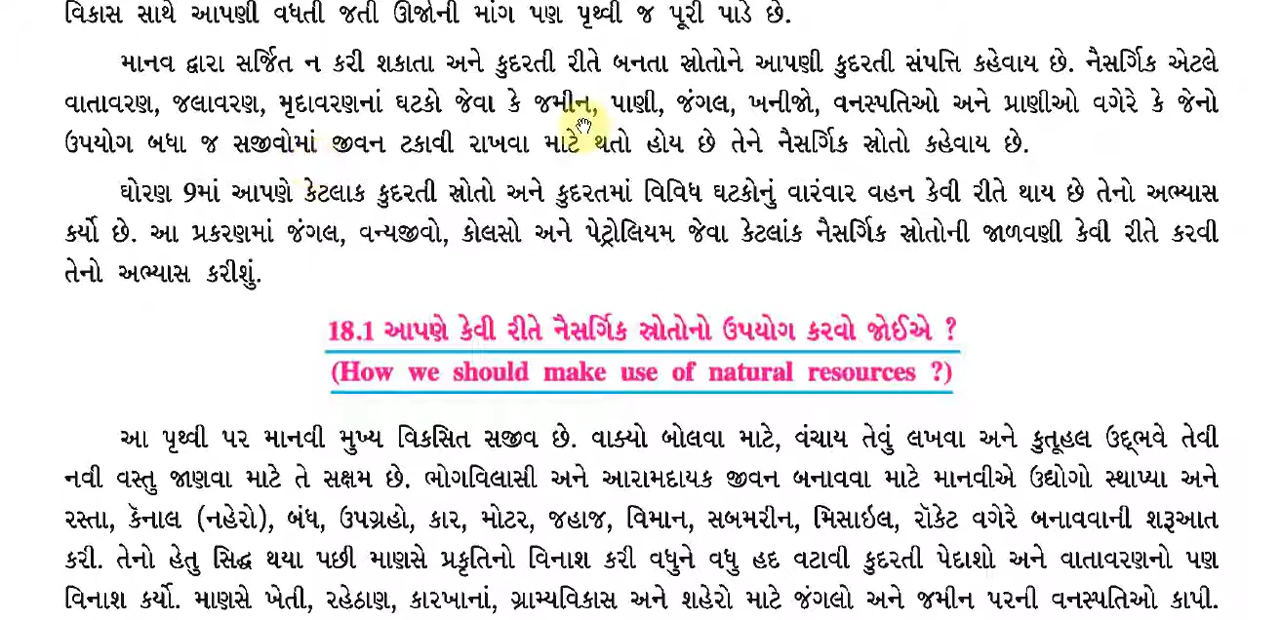 વિકાસ સાથે આપણી વધતી જતી ઊર્જાની માંગ પણ પૃથ્વી જ પૂરી પાડે છે.
માનવ દ્વારા સર્જિત ન કરી શકાતા અને કુદરતી રીતે બનતા સ્રોતોને આપણી કુદરતી સંપત્તિ કહેવાય છે. નૈસર્ગિક એટલે
વાતાવરણ, જલાવરણ, મૃદાવરણનાં ઘટકો જેવા કે જમીન, પાણી, જંગલ, ખનીજો, વનસ્પતિઓ અને પ્રાણીઓ વગેરે કે જેનો
ઉપયોગ બધા જ સજીવોમાં જીવન ટકાવી રાખવા માટે થતો હોય છે તેને નૈસર્ગિક સ્રોતો કહેવાય છે.
ઘોરણ 9માં આપણે કેટલાક કુદરતી સ્રોતો અને કુદરતમાં વિવિધ ઘટકોનું વારંવાર વહન કેવી રીતે થાય છે તેનો અભ્યાસ
કર્યો છે. આ પ્રકરણમાં જંગલ, વન્યજીવો, કોલસો અને પેટ્રોલિયમ જેવા કેટલાંક નૈસર્ગિક સ્રોતોની જાળવણી કેવી રીતે કરવી
તેનો અભ્યાસ કરીશું.
18.1 આપણે કેવી રીતે નૈસર્ગિક સ્રોતોનો ઉપયોગ કરવો જોઈએ ?
(How we should make use of natural resources ?)
આ પૃથ્વી પર માનવી મુખ્ય વિકસિત સજીવ છે. વાક્યો બોલવા માટે, વંચાય તેવું લખવા અને કુતૂહલ ઉદ્ભવે તેવી
નવી વસ્તુ જાણવા માટે તે સક્ષમ છે. ભોગવિલાસી અને આરામદાયક જીવન બનાવવા માટે માનવીએ ઉદ્યોગો સ્થાપ્યા અને
રસ્તા, કૅનાલ (નહેરો), બંધ, ઉપગ્રહો, કાર, મોટર, જહાજ, વિમાન, સબમરીન, મિસાઇલ, રૉકેટ વગેરે બનાવવાની શરૂઆત
કરી. તેનો હેતુ સિદ્ધ થયા પછી માણસે પ્રકૃતિનો વિનાશ કરી વધુને વધુ હદ વટાવી કુદરતી પેદાશો અને વાતાવરણનો પણ
વિનાશ કર્યો. માણસે ખેતી, રહેઠાણ, કારખાનાં, ગ્રામ્યવિકાસ અને શહેરો માટે જંગલો અને જમીન પરની વનસ્પતિઓ કાપી.